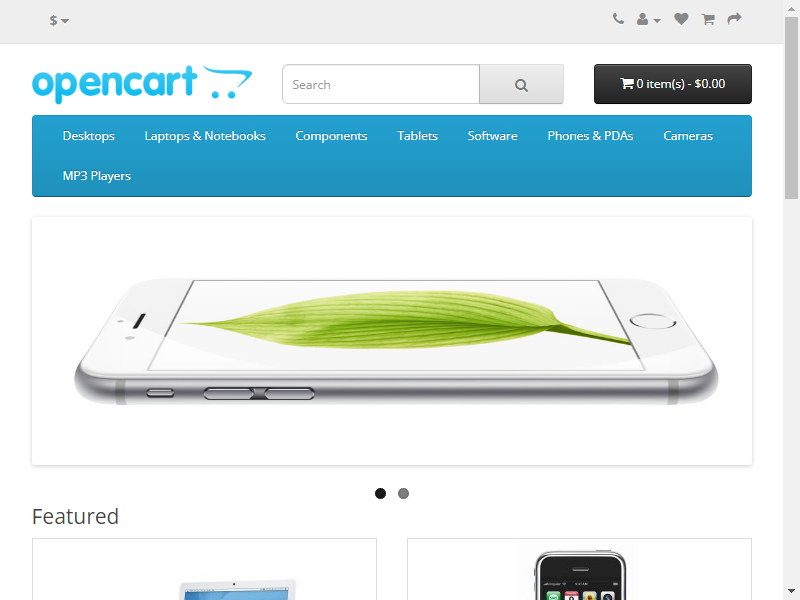 $
opencart
Search
0 item(s) - $0.00
Desktops
Laptops & Notebooks
Components
Tablets
Software
Phones & PDAs
Cameras
MP3 Players
Featured